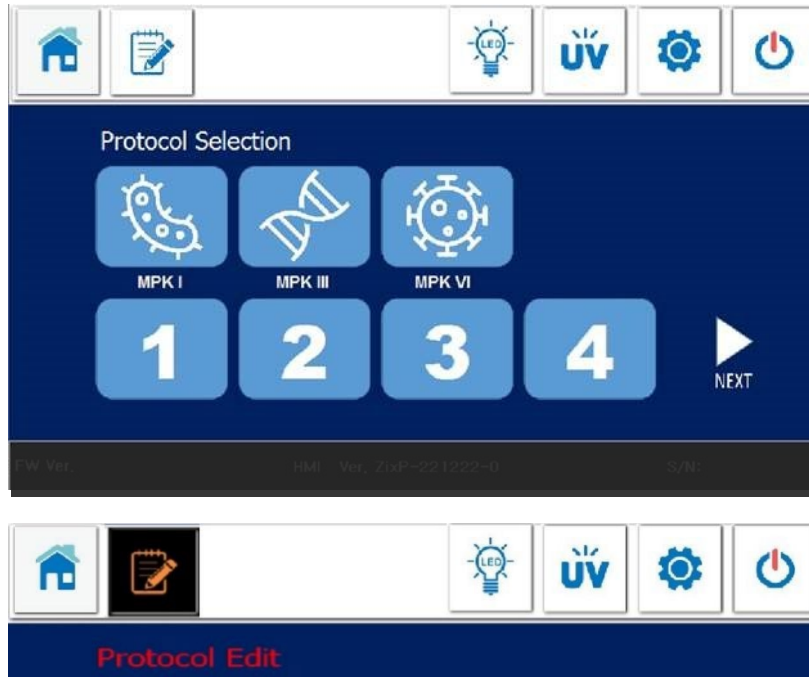 LED
UV
Protocol Selection
MPK I
MPK III
MPK VI
1
2
3
4
NEXT
FW Ver.
HMI Ver. ZixP-221222-0
S/N:
LED
UV
Protocol Edit